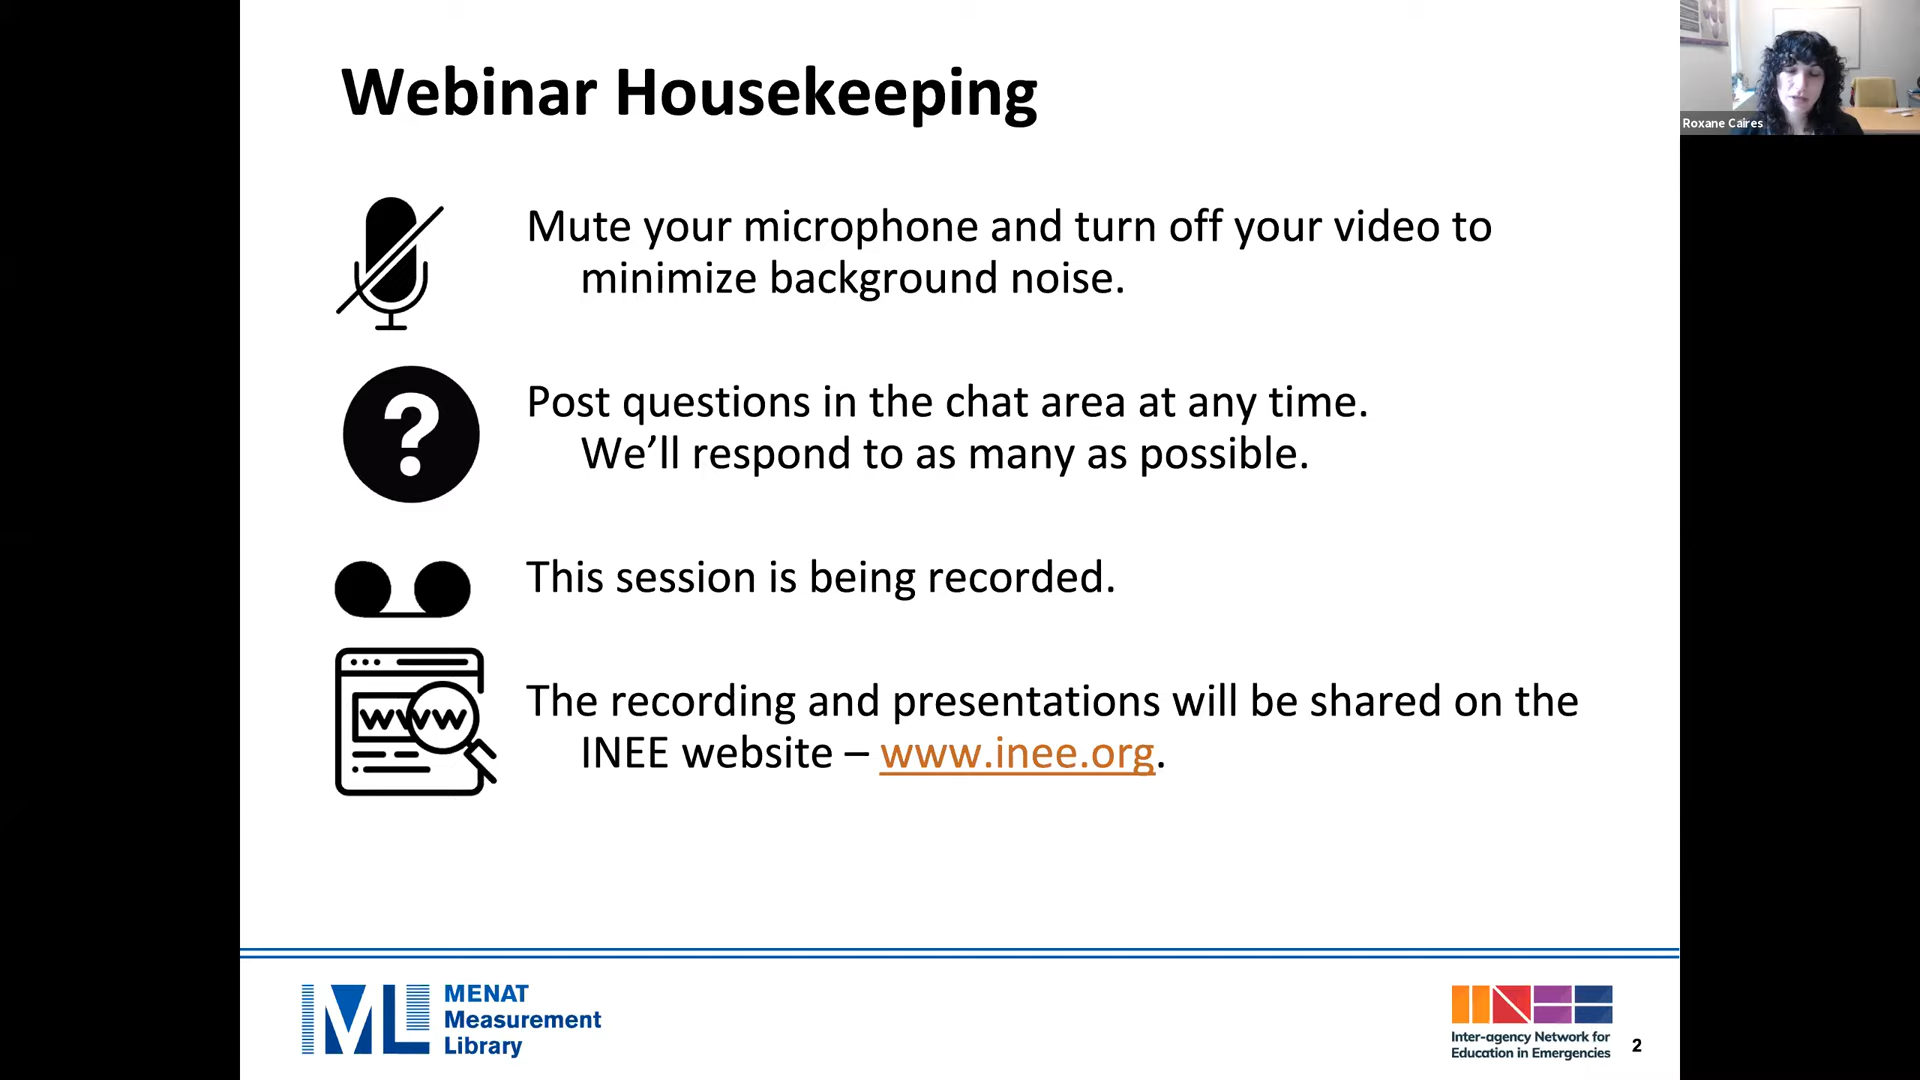 Webinar Housekeeping
Roxane Caires
Mute your microphone and turn off your video to
minimize background noise.
Post questions in the chat area at any time.
We’ll respond to as many as possible.
This session is being recorded.
www
The recording and presentations will be shared on the
INEE website – www.inee.org.
ML
MENAT
Measurement
Library
INEE
Inter-agency Network for
Education in Emergencies
2